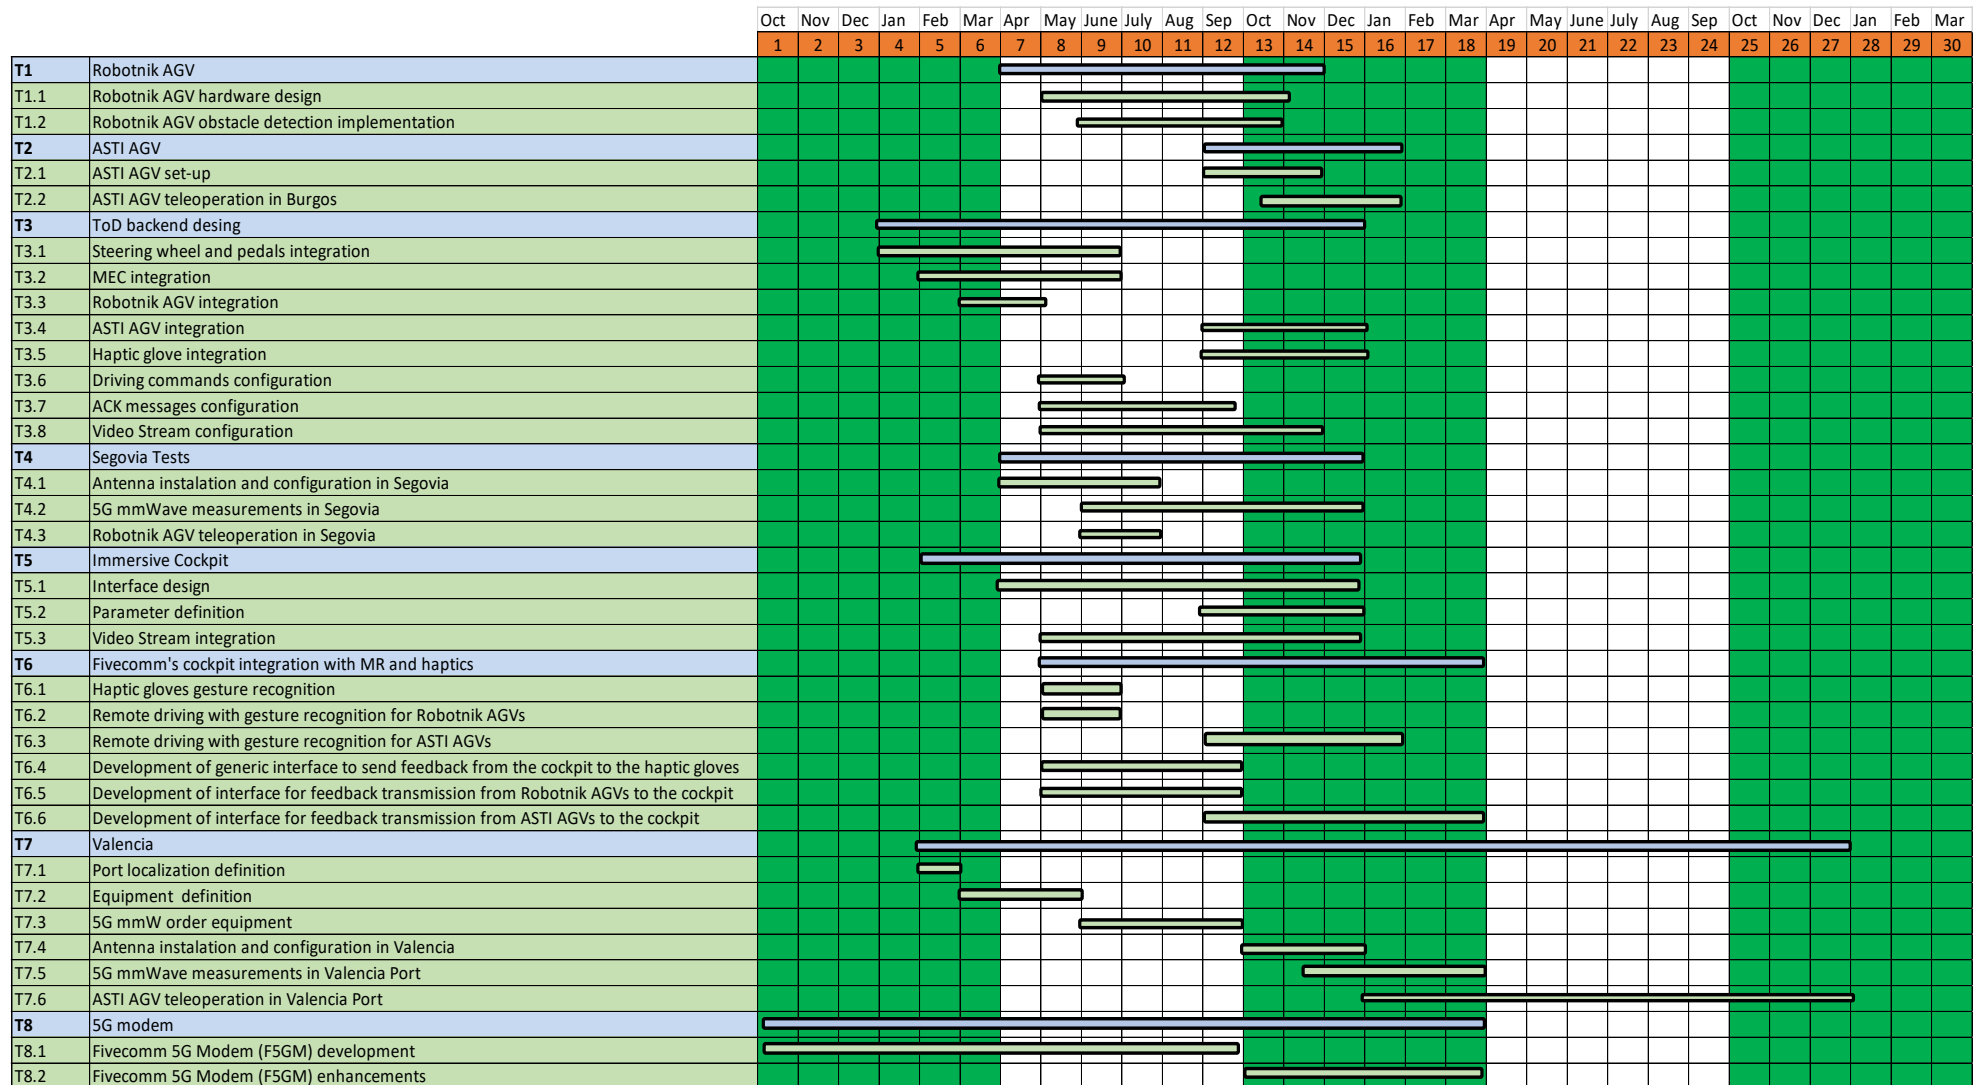 Oct Nov Dec Jan Feb Mar Apr May June July Aug Sep Oct Nov Dec Jan Feb Mar Apr May June July Aug Sep Oct Nov Dec Jan Feb Mar
1 2 3 4 5 6 7 8 9 10 11 12 13 14 15 16 17 18 19 20 21 22 23 24 25 26 27 28 29 30
T1 Robotnik AGV
T1.1 Robotnik AGV hardware design
T1.2 Robotnik AGV obstacle detection implementation
T2 ASTI AGV
T2.1 ASTI AGV set-up
T2.2 ASTI AGV teleoperation in Burgos
T3 ToD backend desing
T3.1 Steering wheel and pedals integration
T3.2 MEC integration
T3.3 Robotnik AGV integration
T3.4 ASTI AGV integration
T3.5 Haptic glove integration
T3.6 Driving commands configuration
T3.7 ACK messages configuration
T3.8 Video Stream configuration
T4 Segovia Tests
T4.1 Antenna instalation and configuration in Segovia
T4.2 5G mmWave measurements in Segovia
T4.3 Robotnik AGV teleoperation in Segovia
T5 Immersive Cockpit
T5.1 Interface design
T5.2 Parameter definition
T5.3 Video Stream integration
T6 Fivecomm's cockpit integration with MR and haptics
T6.1 Haptic gloves gesture recognition
T6.2 Remote driving with gesture recognition for Robotnik AGVs
T6.3 Remote driving with gesture recognition for ASTI AGVs
T6.4 Development of generic interface to send feedback from the cockpit to the haptic gloves
T6.5 Development of interface for feedback transmission from Robotnik AGVs to the cockpit
T6.6 Development of interface for feedback transmission from ASTI AGVs to the cockpit
T7 Valencia
T7.1 Port localization definition
T7.2 Equipment definition
T7.3 5G mmW order equipment
T7.4 Antenna instalation and configuration in Valencia
T7.5 5G mmWave measurements in Valencia Port
T7.6 ASTI AGV teleoperation in Valencia Port
T8 5G modem
T8.1 Fivecomm 5G Modem (F5GM) development
T8.2 Fivecomm 5G Modem (F5GM) enhancements